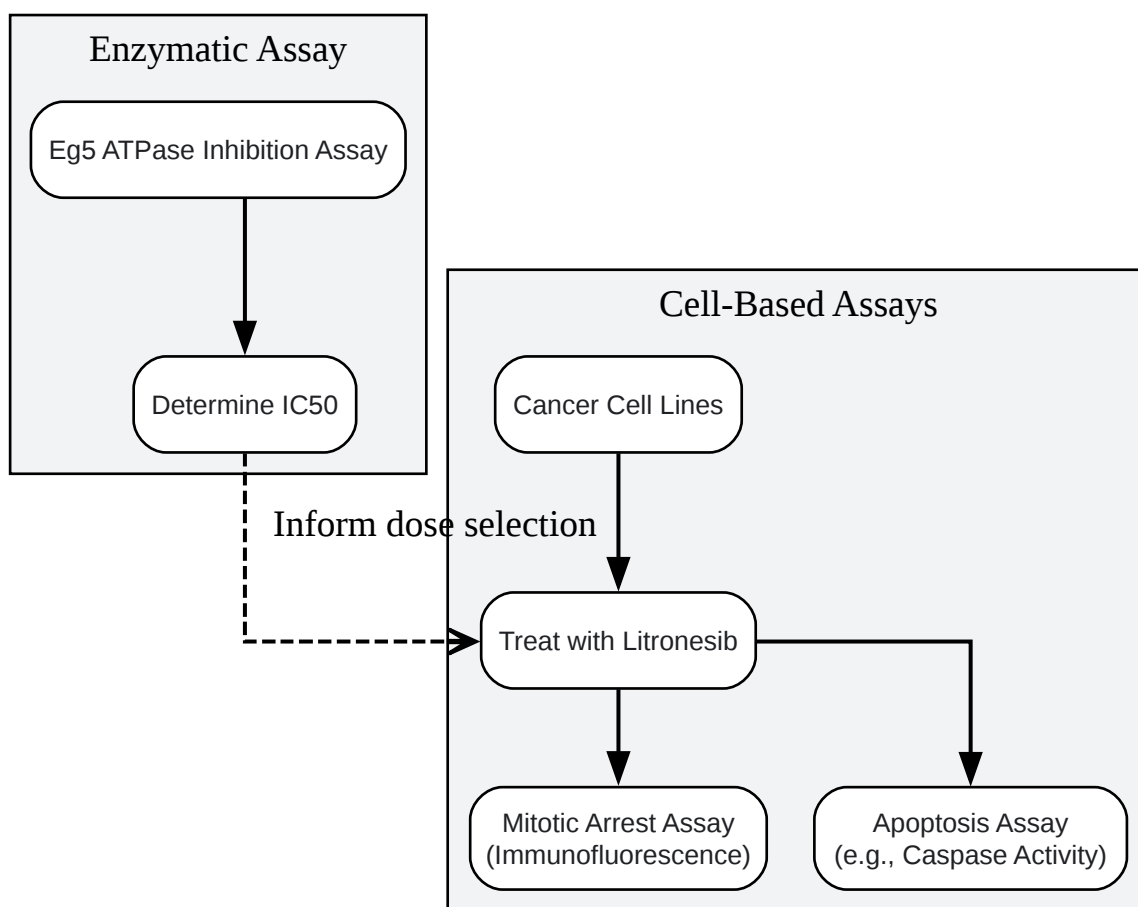 Enzymatic Assay
Eg5 ATPase Inhibition Assay
Determine IC50
Inform dose selection
Cell-Based Assays
Cancer Cell Lines
Treat with Litronesib
Mitotic Arrest Assay
(Immunofluorescence)
Apoptosis Assay
(e.g., Caspase Activity)